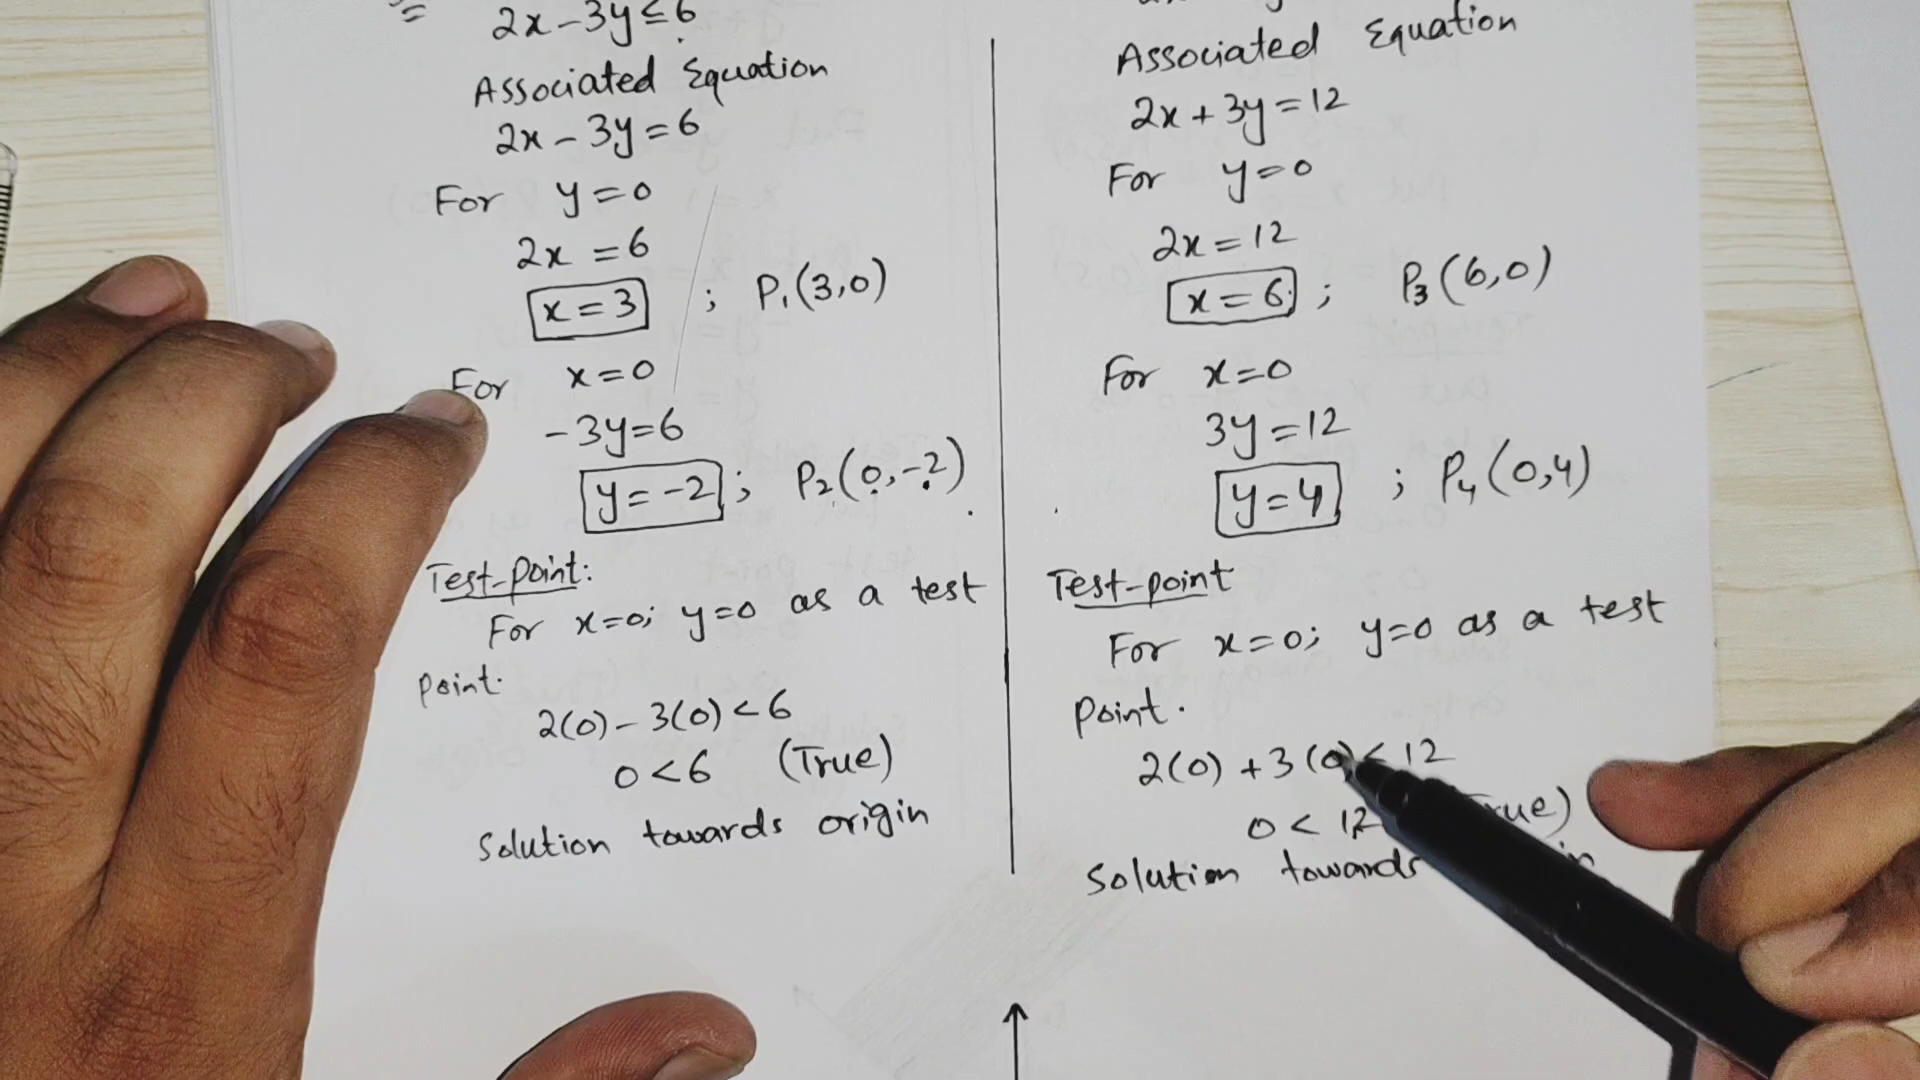 2x - 3y ≤ 6
Associated Equation
2x - 3y = 6
For y = 0
2x = 6
x = 3 ; P₁(3,0)
For x = 0
-3y = 6
y = -2 ; P₂(0,-2)
Test-Point:
For x=0; y=0 as a test
point.
2(0) - 3(0) < 6
0 < 6 (True)
Solution towards origin
Associated Equation
2x + 3y = 12
For y = 0
2x = 12
x = 6 ; P₃(6,0)
For x = 0
3y = 12
y = 4 ; P₄(0,4)
Test-point
For x=0; y=0 as a test
Point.
2(0) + 3(0) < 12
0 < 12
Solution towards